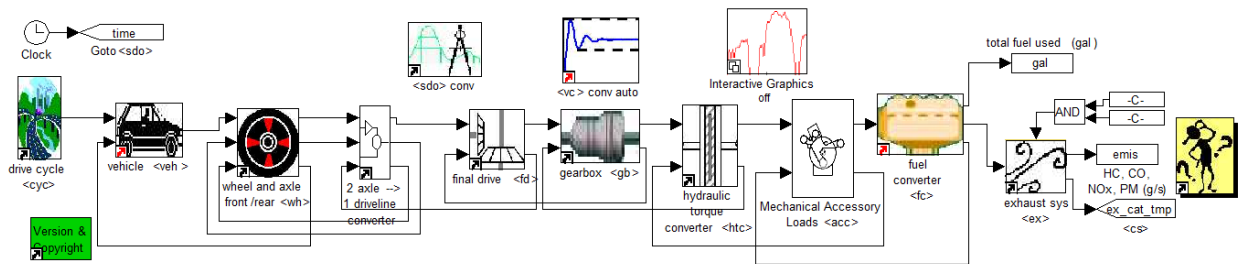 time
Clock
Goto <sdo>
<sdo> conv
<vc> conv auto
Interactive Graphics
off
total fuel used (gal )
gal
AND
-C-
-C-
drive cycle
<cyc>
vehicle <veh >
wheel and axle
front /rear <wh>
2 axle -->
1 driveline
converter
final drive <fd>
gearbox <gb>
hydraulic
torque
converter <htc>
Mechanical Accessory
Loads <acc>
fuel
converter
<fc>
exhaust sys
<ex>
emis
HC, CO,
NOx, PM (g/s)
ex_cat_tmp
<cs>
Version &
Copyright